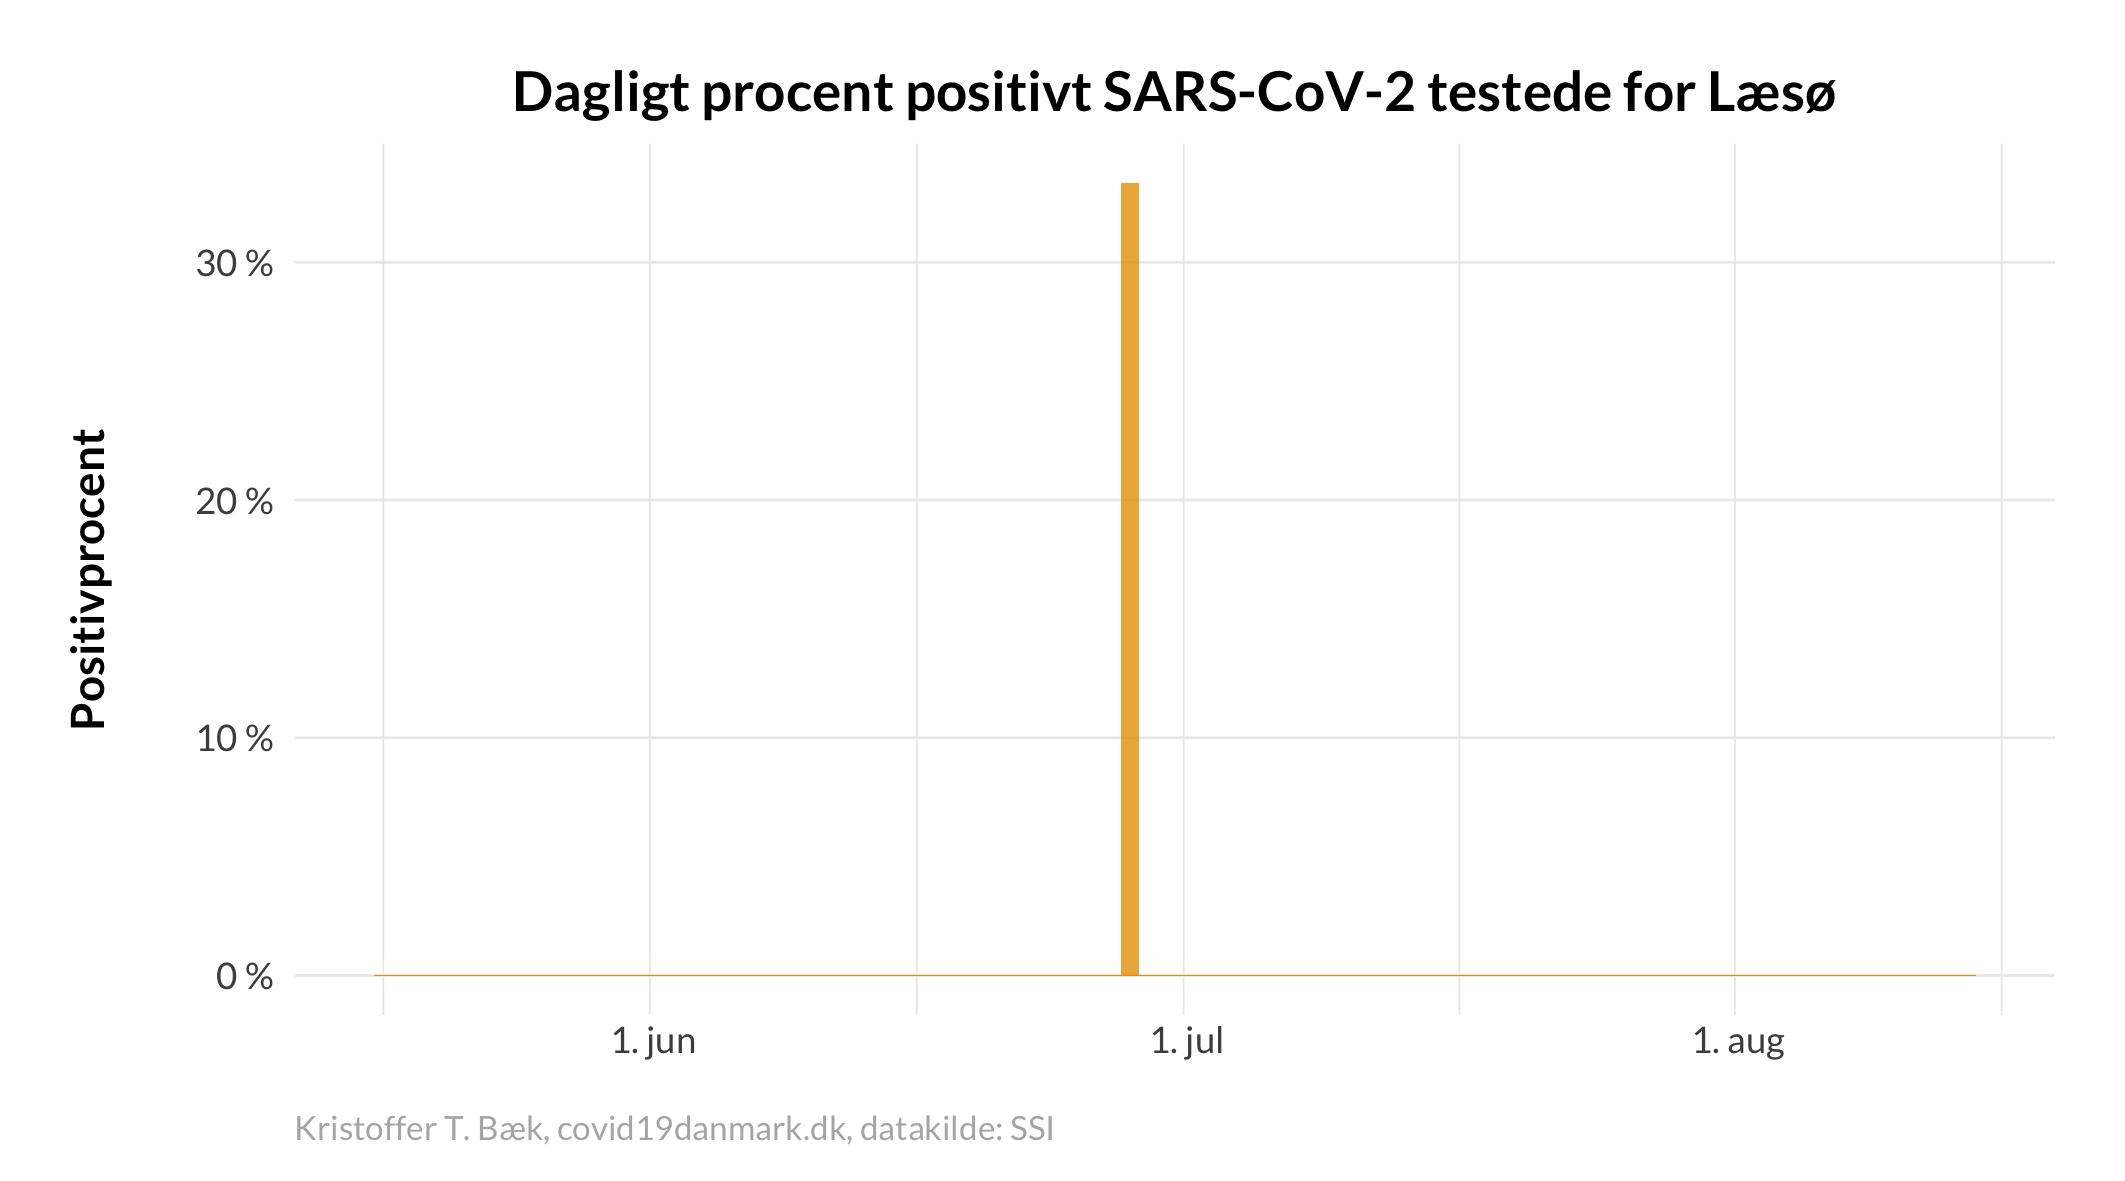 Dagligt procent positivt SARS-CoV-2 testede for Læsø
Positivprocent
30 %
20 %
10 %
0 %
1. jun
1. jul
1. aug
Kristoffer T. Bæk, covid19danmark.dk, datakilde: SSI